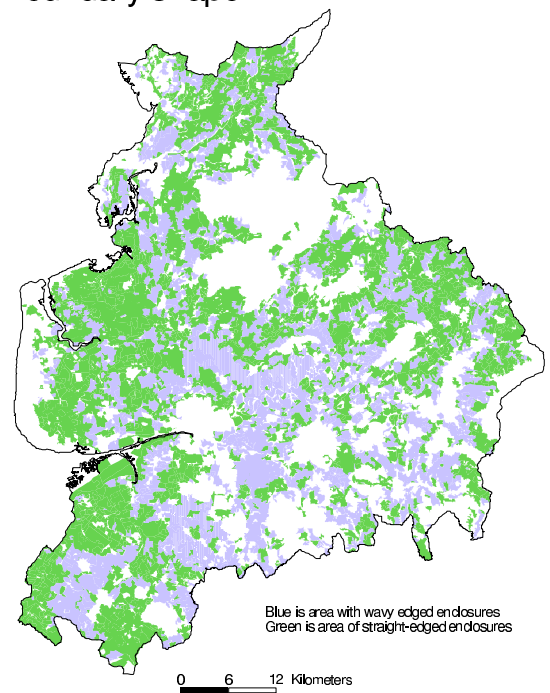 Blue is area with wavy edged enclosures
Green is area of straight-edged enclosures
0 6 12 Kilometers